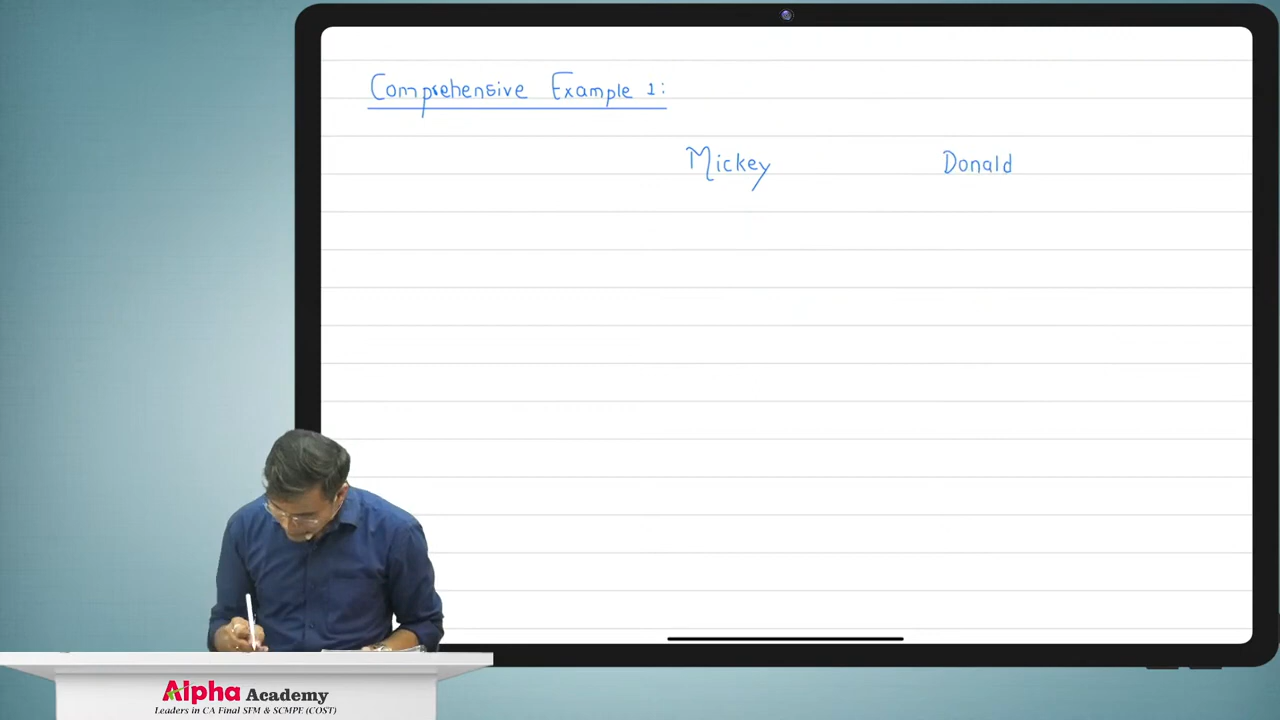 Comprehensive Example 1:
Mickey Donald
Alpha Academy
Leaders in CA Final SFM & SCMPE (COST)